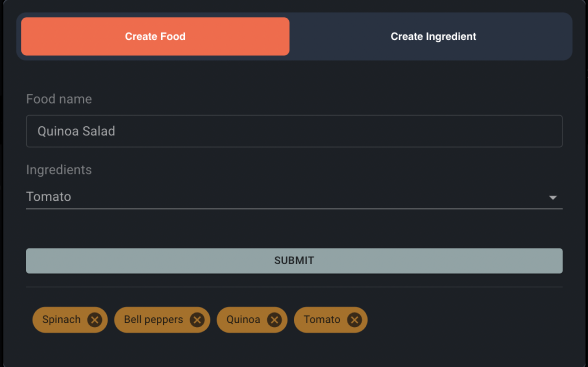 Create Food Create Ingredient
Food name
Quinoa Salad
Ingredients
Tomato
SUBMIT
Spinach Bell peppers Quinoa Tomato